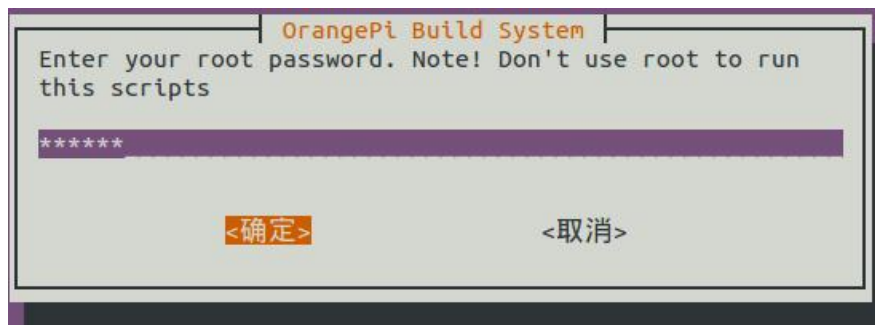 OrangePi Build System
Enter your root password. Note! Don't use root to run
this scripts
******
<确定>
<取消>